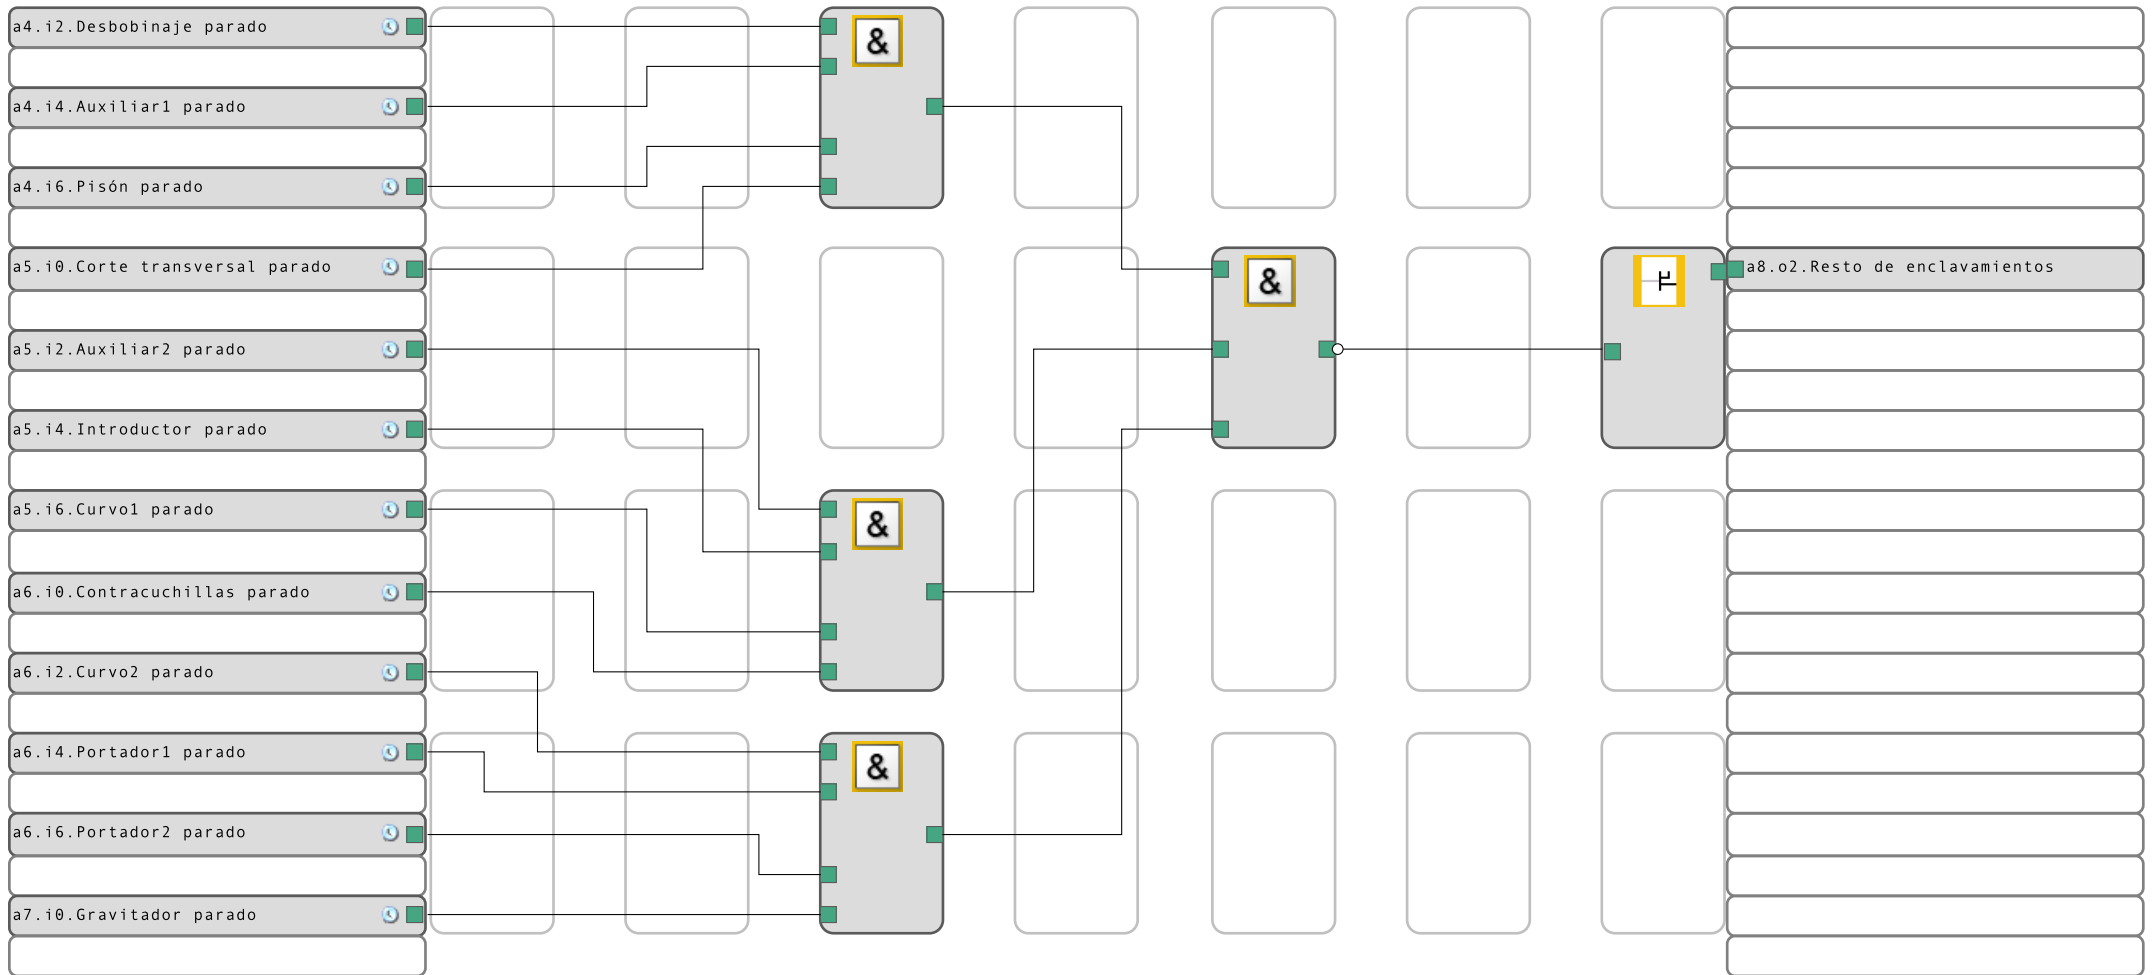 a4.i2.Desbobinaje parado
&
a4.i4.Auxiliar1 parado
a4.i6.Pisón parado
a5.i0.Corte transversal parado
&
a8.o2.Resto de enclavamientos
a5.i2.Auxiliar2 parado
a5.i4.Introductor parado
a5.i6.Curvo1 parado
&
a6.i0.Contracuchillas parado
a6.i2.Curvo2 parado
a6.i4.Portador1 parado
&
a6.i6.Portador2 parado
a7.i0.Gravitador parado